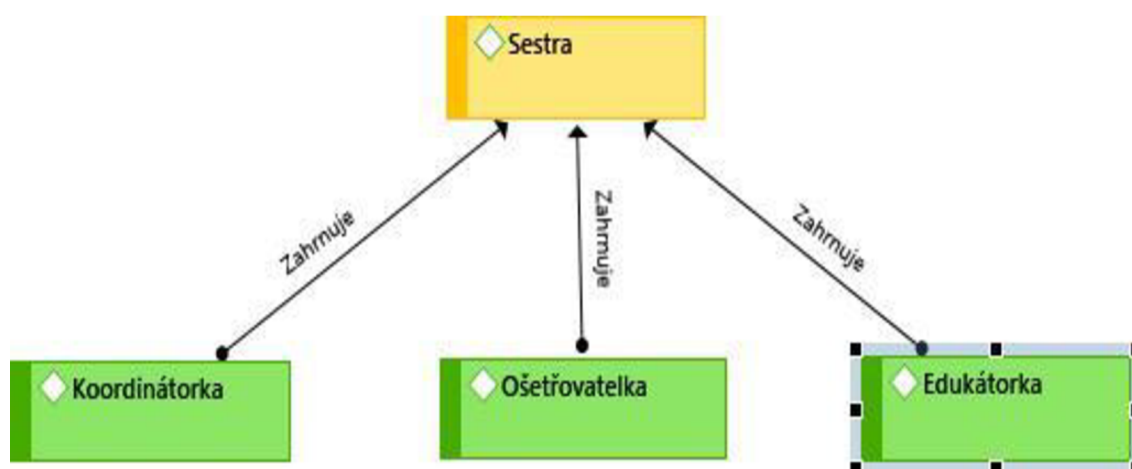 Sestra
Zahrnuje
Zahrnuje
Zahrnuje
Koordinátorka
Ošetřovatelka
Edukátorka